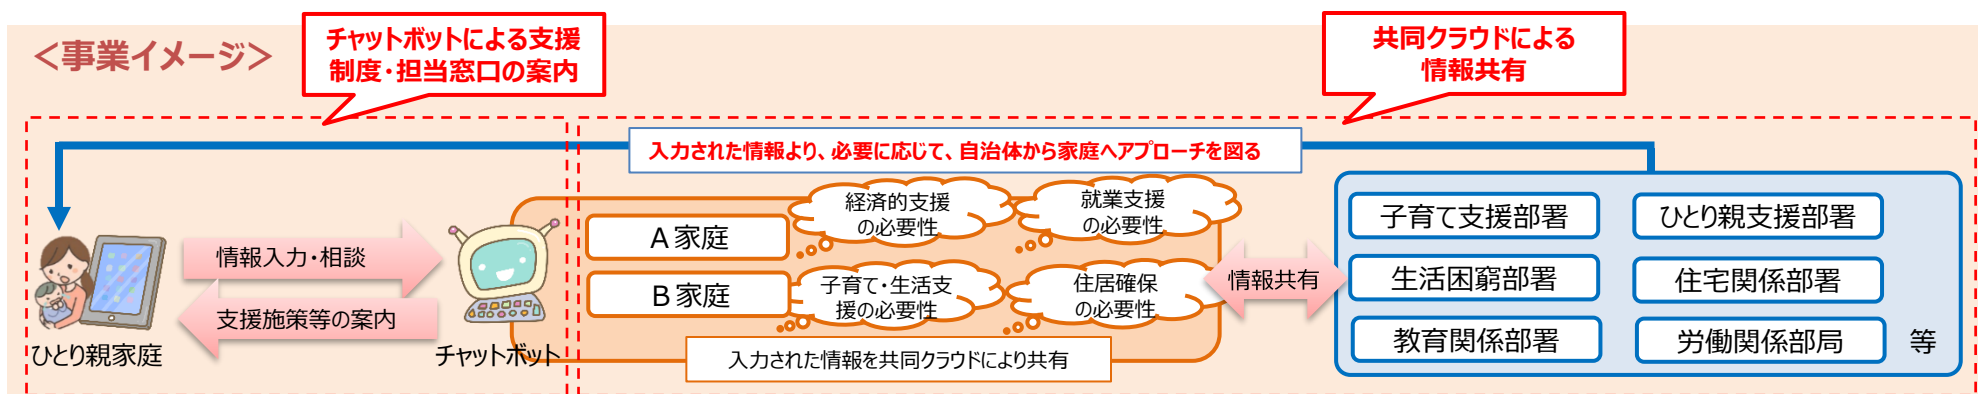 ＜事業イメージ＞
チャットボットによる支援
制度・担当窓口の案内
共同クラウドによる
情報共有
入力された情報より、必要に応じて、自治体から家庭へアプローチを図る
ひとり親家庭
情報入力・相談
支援施策等の案内
チャットボット
Ａ家庭
Ｂ家庭
経済的支援
の必要性
就業支援
の必要性
子育て・生活支
援の必要性
住居確保
の必要性
入力された情報を共同クラウドにより共有
情報共有
子育て支援部署
ひとり親支援部署
生活困窮部署
住宅関係部署
教育関係部署
労働関係部局
等